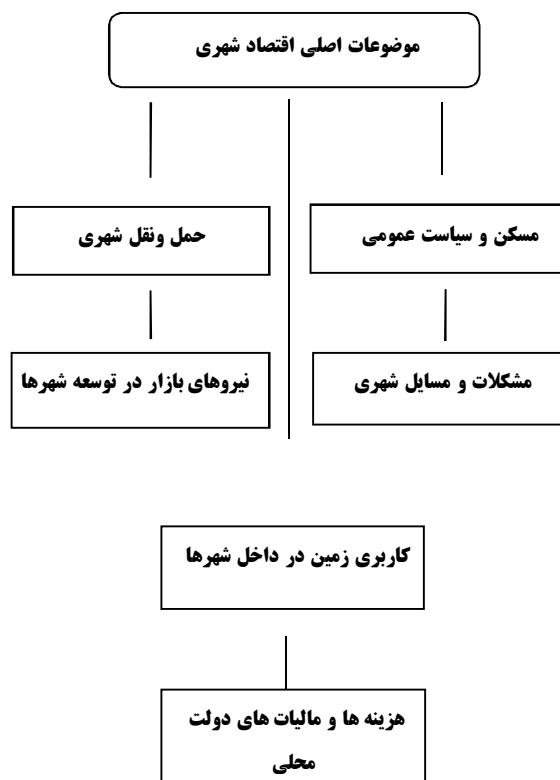 موضوعات اصلی اقتصاد شهری
مسکن و سیاست عمومی
حمل ونقل شهری
مشکلات و مسایل شهری
نیروهای بازار در توسعه شهرها
کاربری زمین در داخل شهرها
هزینه ها و مالیات های دولت
محلی